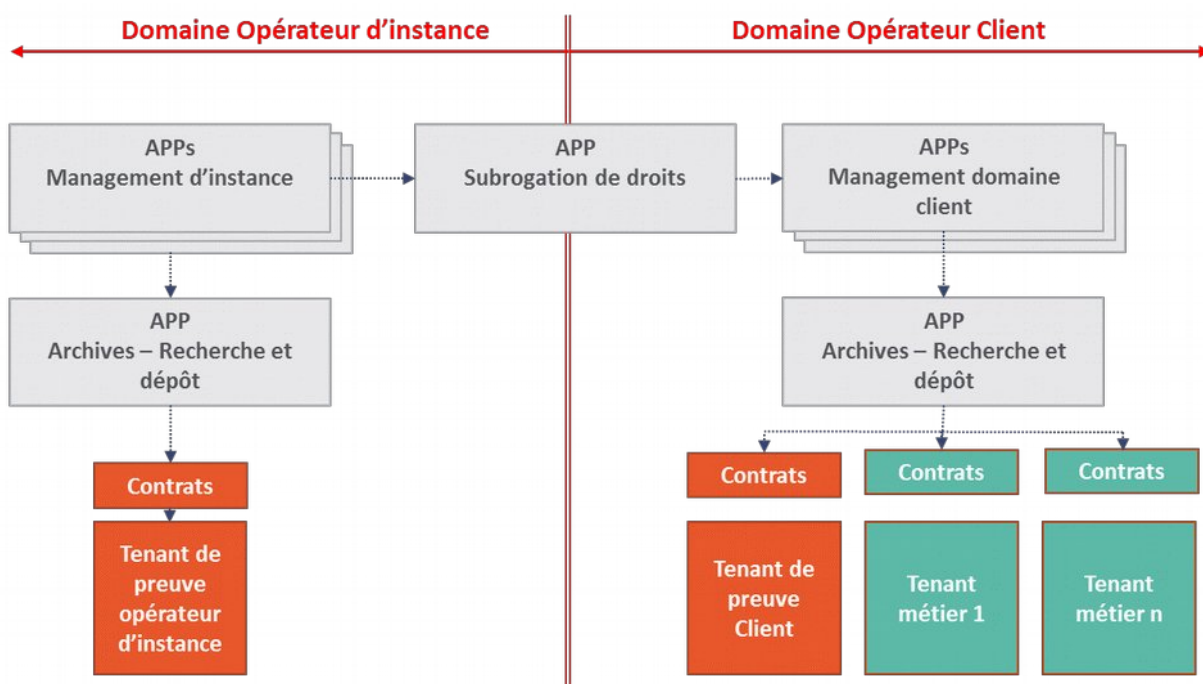 Domaine Opérateur d’instance
Domaine Opérateur Client
APPs
Management d’instance
APP
Subrogation de droits
APPs
Management domaine
client
APP
Archives – Recherche et
dépôt
APP
Archives – Recherche et
dépôt
Contrats
Contrats
Contrats
Contrats
Tenant de
preuve
opérateur
d’instance
Tenant de
preuve
Client
Tenant
métier 1
Tenant
métier n